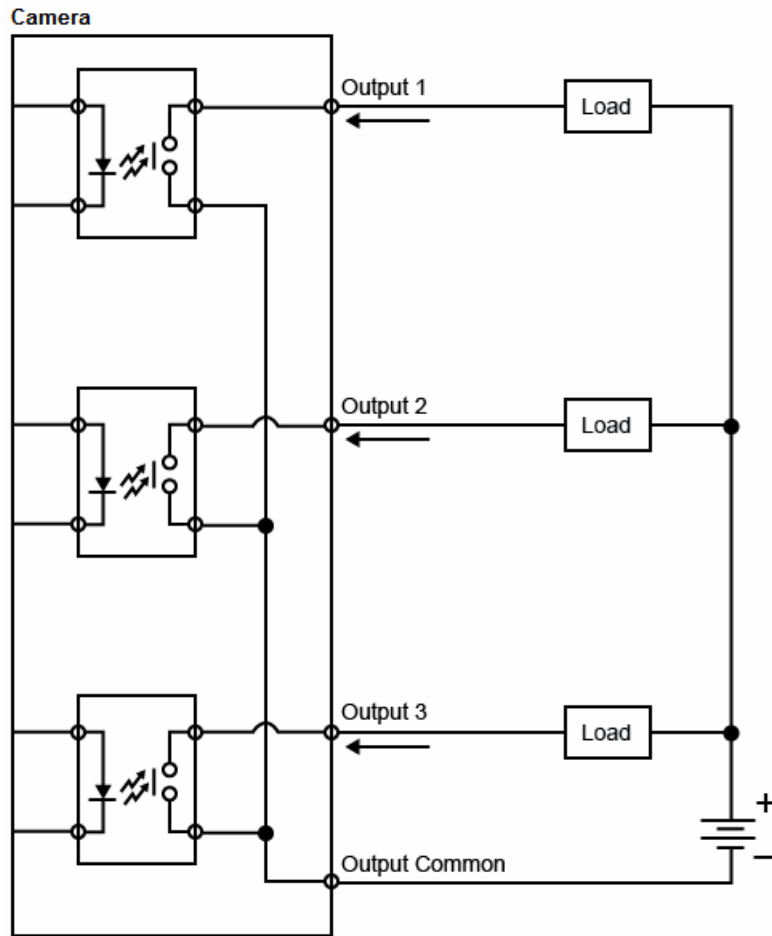 Camera
Output 1
Load
Output 2
Load
Output 3
Load
+
Output Common
−